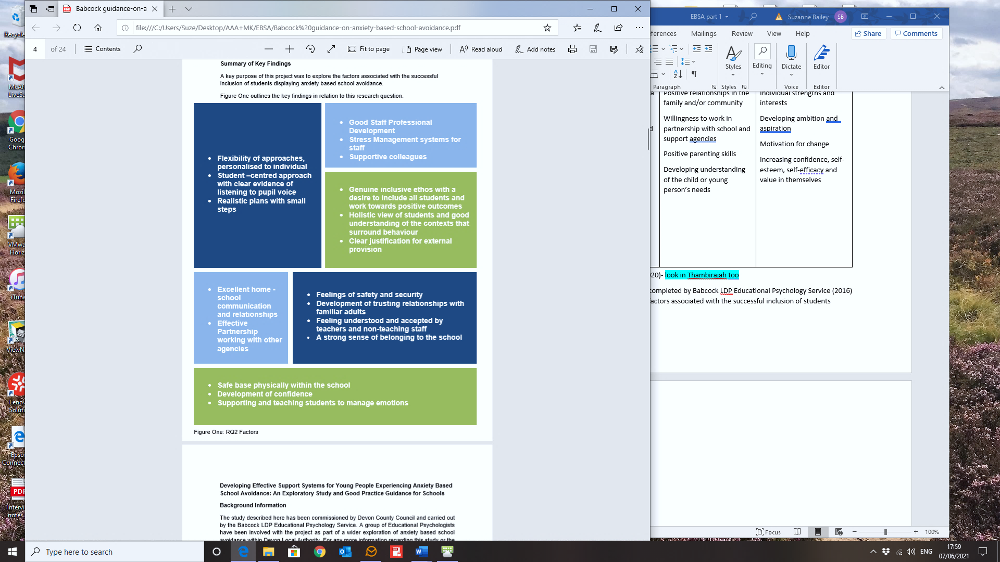 Recycle
McAf
LiveSa
Goog
Chron
Mozil
Firefo
VMwa
Horiz
iTune
ViewN
Leno
Soluti
Epso
Connec
PDF
Intervi
notes
Babcock guidance-on-a
file:///C:/Users/Suze/Desktop/AAA+MK/EBSA/Babcock%20guidance-on-anxiety-based-school-avoidance.pdf
4 of 24 Contents Fit to page Page view Read aloud Add notes
Summary of Key Findings
A key purpose of this project was to explore the factors associated with the successful
inclusion of students displaying anxiety based school avoidance.
Figure One outlines the key findings in relation to this research question.
• Flexibility of approaches,
personalised to individual
• Student –centred approach
with clear evidence of
listening to pupil voice
• Realistic plans with small
steps
• Good Staff Professional
Development
• Stress Management systems for
staff
• Supportive colleagues
• Genuine inclusive ethos with a
desire to include all students and
work towards positive outcomes
• Holistic view of students and good
understanding of the contexts that
surround behaviour
• Clear justification for external
provision
• Excellent home -
school
communication
and relationships
• Effective
Partnership
working with other
agencies
• Feelings of safety and security
• Development of trusting relationships with
familiar adults
• Feeling understood and accepted by
teachers and non-teaching staff
• A strong sense of belonging to the school
• Safe base physically within the school
• Development of confidence
• Supporting and teaching students to manage emotions
Figure One: RQ2 Factors
Developing Effective Support Systems for Young People Experiencing Anxiety Based
School Avoidance: An Exploratory Study and Good Practice Guidance for Schools
Background Information
The study described here has been commissioned by Devon County Council and carried out
by the Babcock LDP Educational Psychology Service. A group of Educational Psychologists
have been involved with the project as part of a wider exploration of anxiety based school
avoidance within Devon Local Authority. For any more information regarding this study or the
EBSA part 1 Suzanne Bailey SB
ferences Mailings Review View Help Share Comments
Styles Editing Dictate Editor
Paragraph Styles Voice Editor
a
d
Positive relationships in the
family and/or community
Willingness to work in
partnership with school and
support agencies
Positive parenting skills
Developing understanding
of the child or young
person's needs
Individual strengths and
interests
Developing ambition and
aspiration
Motivation for change
Increasing confidence, self-
esteem, self-efficacy and
value in themselves
20)- look in Thambirajah too
completed by Babcock LDP Educational Psychology Service (2016)
actors associated with the successful inclusion of students
Focus 100%
Type here to search
ENG
17:59
07/06/2021